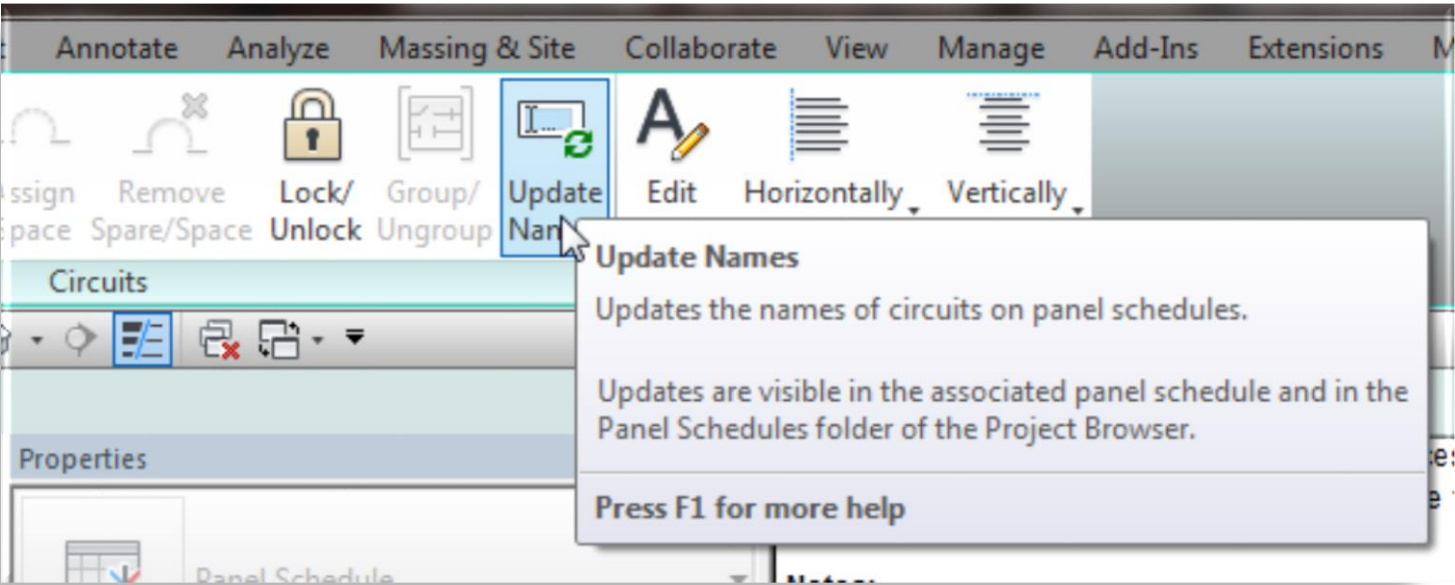 Annotate Analyze Massing & Site Collaborate View Manage Add-Ins Extensions
Remove Lock/ Group/ Update Edit Horizontally Vertically
Spare/Space Unlock Ungroup
Circuits
Update Names
Updates the names of circuits on panel schedules.
Updates are visible in the associated panel schedule and in the
Panel Schedules folder of the Project Browser.
Properties
Press F1 for more help
Panel Schedule
Notes: